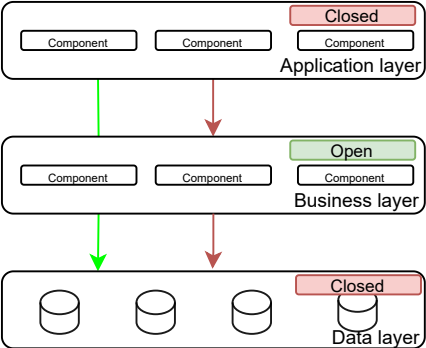 Closed
Component Component Component
Application layer
Open
Component Component Component
Business layer
Closed
Data layer